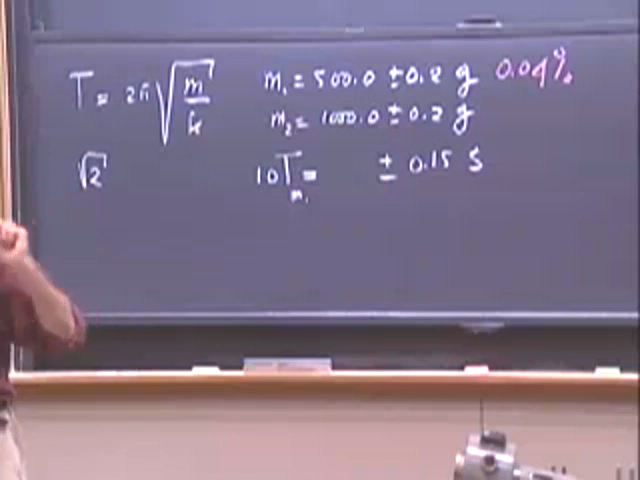 T = 2π √(m/k)
m₁ = 500.0 ± 0.2 g 0.04%
m₂ = 1000.0 ± 0.2 g
√2
10T = ± 0.15 S
m₁